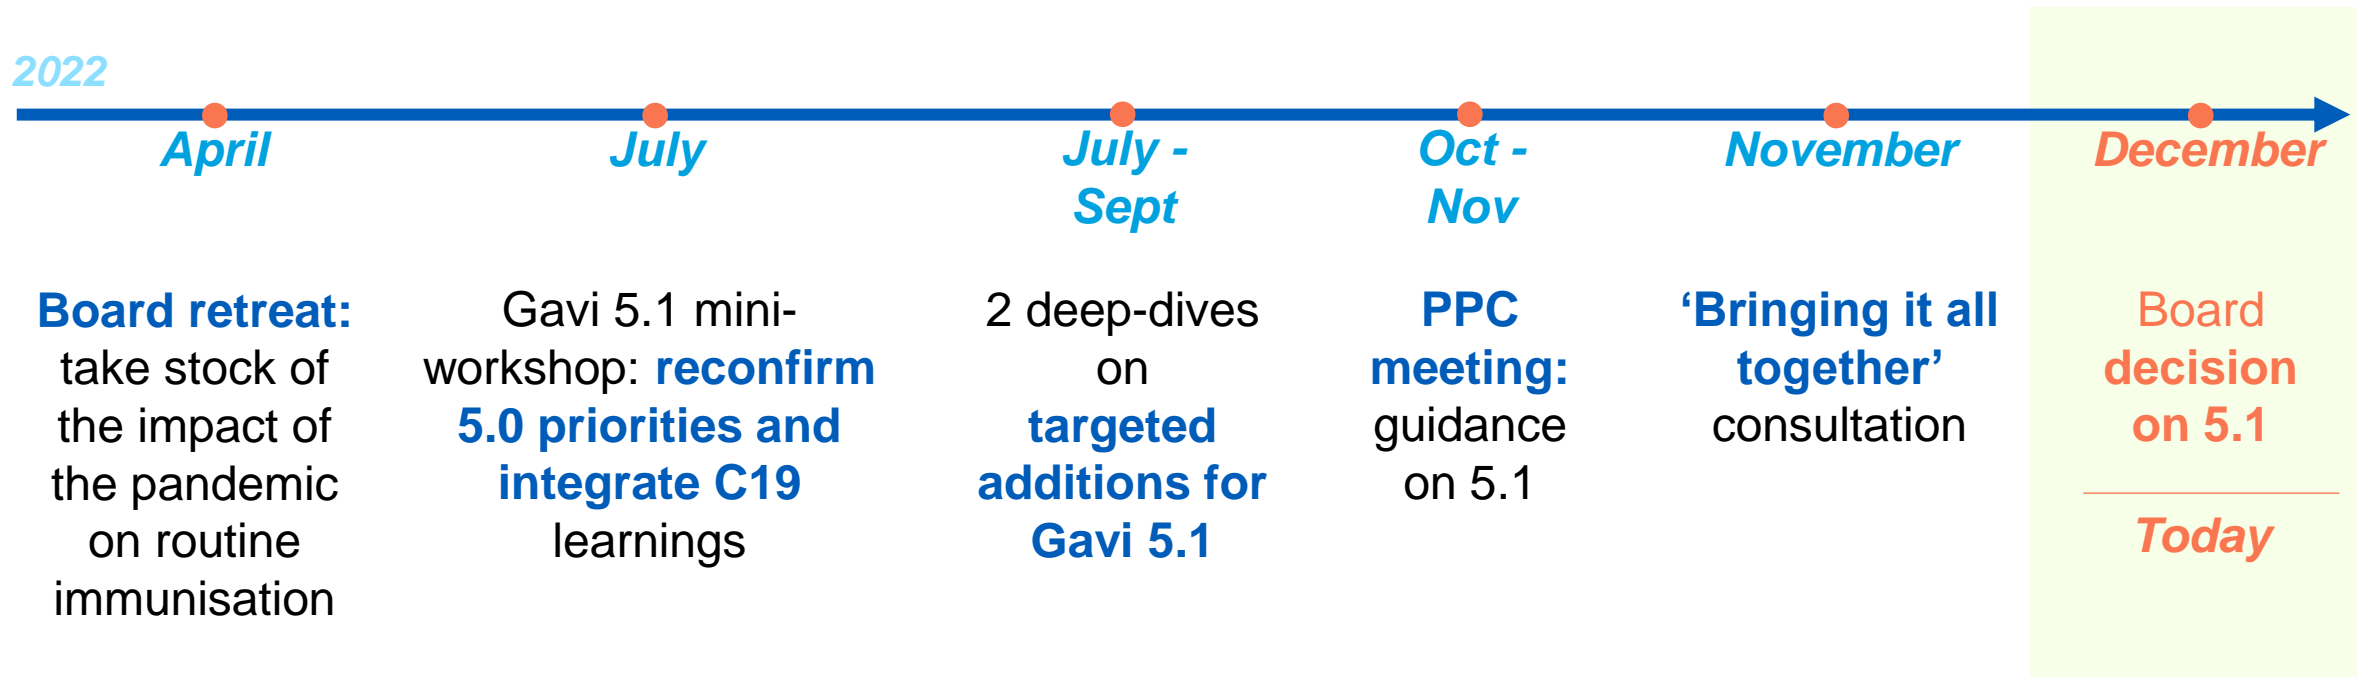 2022
April
Board retreat:
take stock of
the impact of
the pandemic
on routine
immunisation
July
Gavi 5.1 mini-
workshop: reconfirm
5.0 priorities and
integrate C19
learnings
July -
Sept
2 deep-dives
on
targeted
additions for
Gavi 5.1
Oct -
Nov
PPC
meeting:
guidance
on 5.1
November
‘Bringing it all
together’
consultation
December
Board
decision
on 5.1
Today